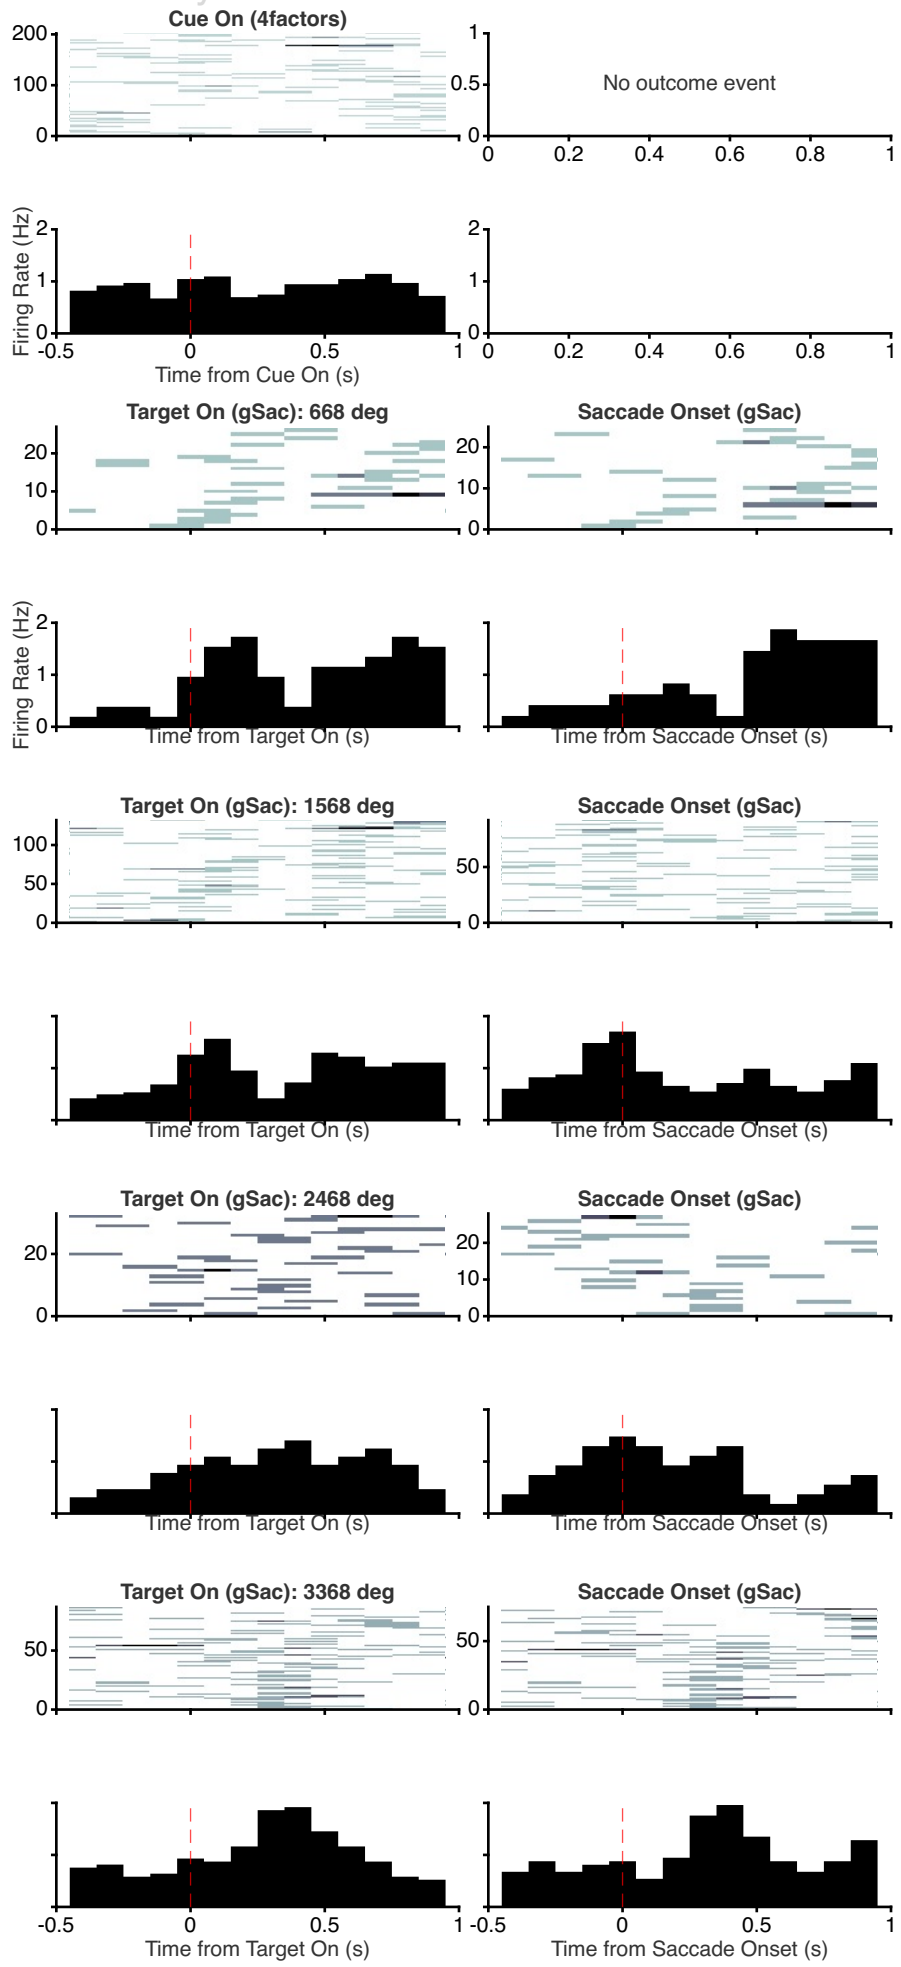 Cue On (4factors)
200
100
0
1
0.5
0
No outcome event
0 0.2 0.4 0.6 0.8 1
Firing Rate (Hz)
2
1
0
-0.5 0 0.5 1
Time from Cue On (s)
2
1
0
0 0.2 0.4 0.6 0.8 1
Target On (gSac): 668 deg
20
10
0
Saccade Onset (gSac)
20
10
0
Firing Rate (Hz)
2
1
0
Time from Target On (s)
Time from Saccade Onset (s)
Target On (gSac): 1568 deg
100
50
0
Saccade Onset (gSac)
50
0
Time from Target On (s)
Time from Saccade Onset (s)
Target On (gSac): 2468 deg
20
0
Saccade Onset (gSac)
20
10
0
Time from Target On (s)
Time from Saccade Onset (s)
Target On (gSac): 3368 deg
50
0
Saccade Onset (gSac)
50
0
-0.5 0 0.5 1
Time from Target On (s)
-0.5 0 0.5 1
Time from Saccade Onset (s)